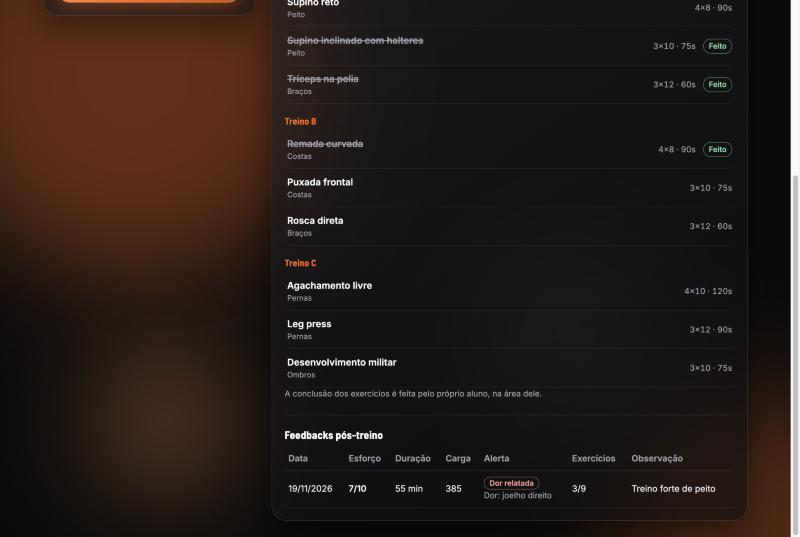 Supino reto
4×8 · 90s
Peito
Supino inclinado com halteres
3×10 · 75s Feito
Peito
Tríceps na polia
3×12 · 60s Feito
Braços
Treino B
Remada curvada
4×8 · 90s Feito
Costas
Puxada frontal
3×10 · 75s
Costas
Rosca direta
3×12 · 60s
Braços
Treino C
Agachamento livre
4×10 · 120s
Pernas
Leg press
3×12 · 90s
Pernas
Desenvolvimento militar
3×10 · 75s
Ombros
A conclusão dos exercícios é feita pelo próprio aluno, na área dele.
Feedbacks pós-treino
Data Esforço Duração Carga Alerta Exercícios Observação
19/11/2026 7/10 55 min 385 Dor relatada 3/9 Treino forte de peito
Dor: joelho direito